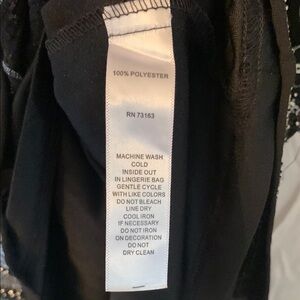 100% POLYESTER
RN 73163
MACHINE WASH
COLD
INSIDE OUT
IN LINGERIE BAG
GENTLE CYCLE
WITH LIKE COLORS
DO NOT BLEACH
LINE DRY
COOL IRON
IF NECESSARY
DO NOT IRON
ON DECORATION
DO NOT
DRY CLEAN